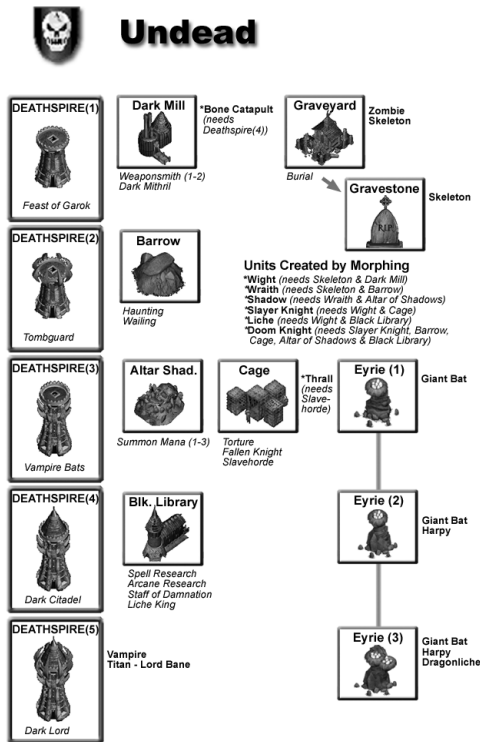 Undead
DEATHSPIRE(1)
Feast of Garok
Dark Mill
*Bone Catapult
(needs
Deathspire(4))
Weaponsmith (1-2)
Dark Mithril
Graveyard
Zombie
Skeleton
Burial
Gravestone
R.I.P
Skeleton
DEATHSPIRE(2)
Tombguard
Barrow
Haunting
Wailing
Units Created by Morphing
*Wight (needs Skeleton & Dark Mill)
*Wraith (needs Skeleton & Barrow)
*Shadow (needs Wraith & Altar of Shadows)
*Slayer Knight (needs Wight & Cage)
*Liche (needs Wight & Black Library)
*Doom Knight (needs Slayer Knight, Barrow,
Cage, Altar of Shadows & Black Library)
DEATHSPIRE(3)
Vampire Bats
Altar Shad.
Summon Mana (1-3)
Cage
*Thrall
(needs
Slave-
horde)
Torture
Fallen Knight
Slavehorde
Eyrie (1)
Giant Bat
DEATHSPIRE(4)
Dark Citadel
Blk. Library
Spell Research
Arcane Research
Staff of Damnation
Liche King
Eyrie (2)
Giant Bat
Harpy
DEATHSPIRE(5)
Dark Lord
Vampire
Titan - Lord Bane
Eyrie (3)
Giant Bat
Harpy
Dragonliche